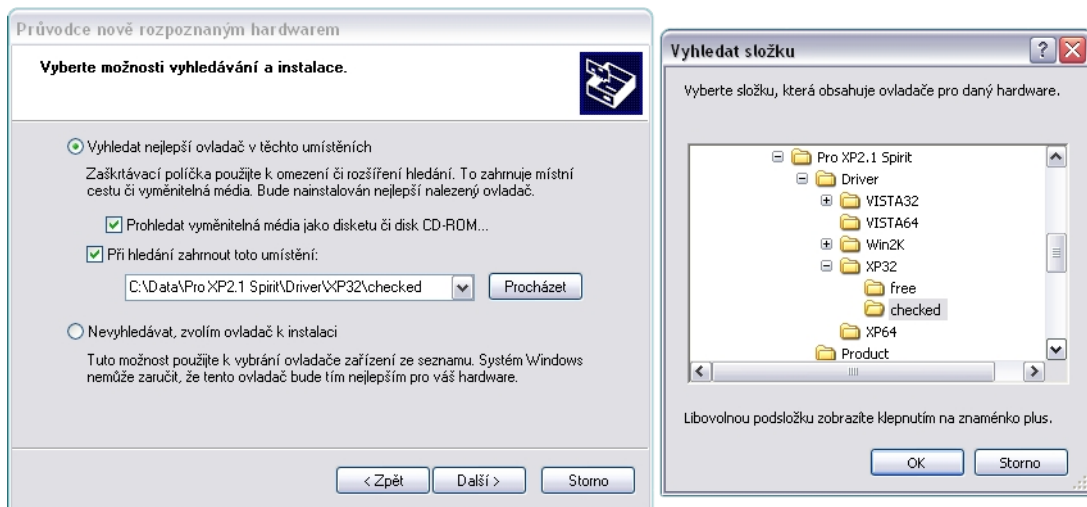 Průvodce nově rozpoznaným hardwarem
Vyberte možnosti vyhledávání a instalace.
Vyhledat nejlepší ovladač v těchto umístěních
Zaškrtávací políčka použijte k omezení či rozšíření hledání. To zahrnuje místní
cestu či vyměnitelná média. Bude nainstalován nejlepší nalezený ovladač.
Prohledat vyměnitelná média jako disketu či disk CD-ROM...
Při hledání zahrnout toto umístění:
C:\Data\Pro XP2.1 Spirit\Driver\XP32\checked
Procházet
Nevyhledávat, zvolím ovladač k instalaci
Tuto možnost použijte k vybrání ovladače zařízení ze seznamu. Systém Windows
nemůže zaručit, že tento ovladač bude tím nejlepším pro váš hardware.
< Zpět
Další >
Storno
Vyhledat složku
Vyberte složku, která obsahuje ovladače pro daný hardware.
Pro XP2.1 Spirit
Driver
VISTA32
VISTA64
Win2K
XP32
free
checked
XP64
Product
Libovolnou podsložku zobrazíte klepnutím na znaménko plus.
OK
Storno